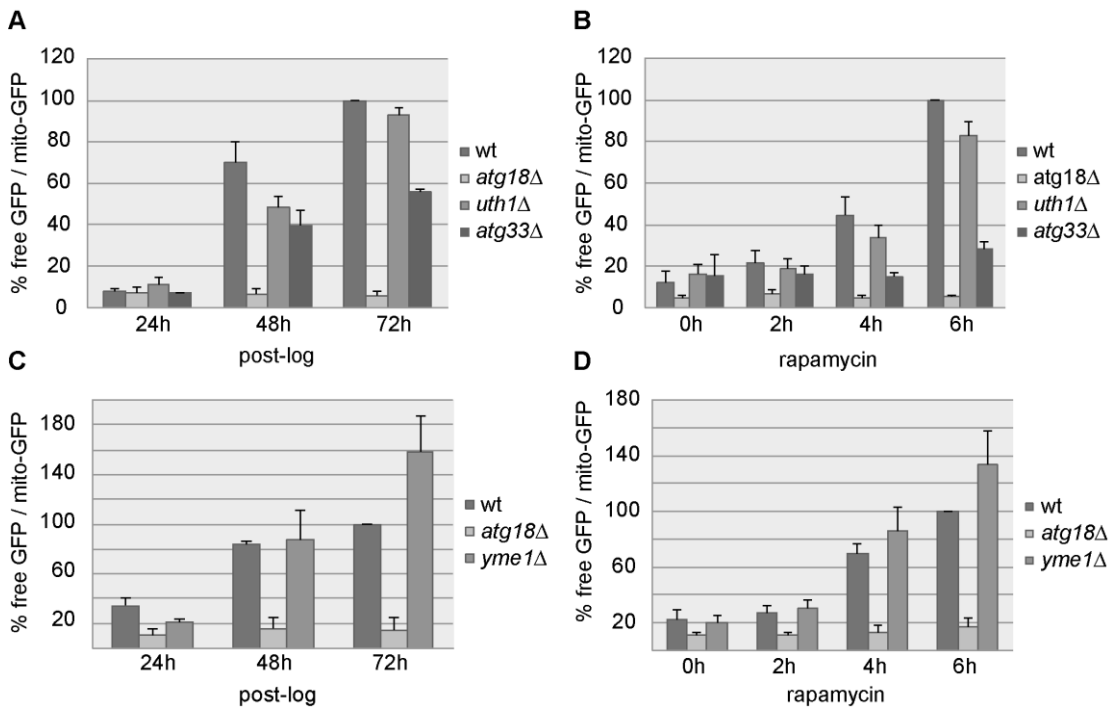 A
% free GFP / mito-GFP
120
100
80
60
40
20
0
24h 48h 72h
post-log
wt
atg18Δ
uth1Δ
atg33Δ
B
% free GFP / mito-GFP
120
100
80
60
40
20
0
0h 2h 4h 6h
rapamycin
wt
atg18Δ
uth1Δ
atg33Δ
C
% free GFP / mito-GFP
180
140
100
60
20
24h 48h 72h
post-log
wt
atg18Δ
yme1Δ
D
% free GFP / mito-GFP
180
140
100
60
20
0h 2h 4h 6h
rapamycin
wt
atg18Δ
yme1Δ